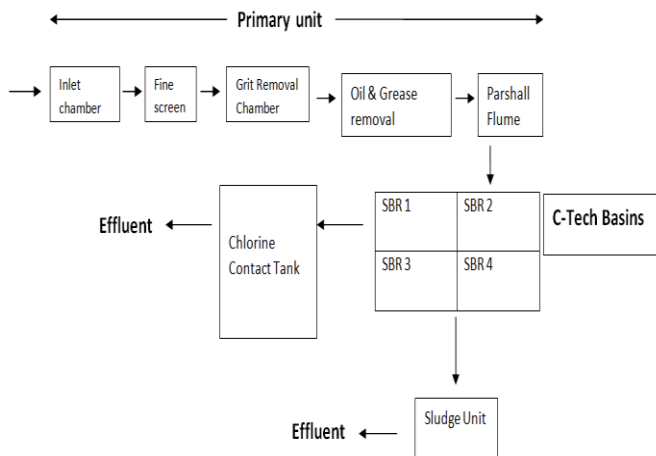 Primary unit
Inlet
chamber
Fine
screen
Grit Removal
Chamber
Oil & Grease
removal
Parshall
Flume
SBR 1
SBR 2
C-Tech Basins
Effluent
Chlorine
Contact Tank
SBR 3
SBR 4
Sludge Unit
Effluent